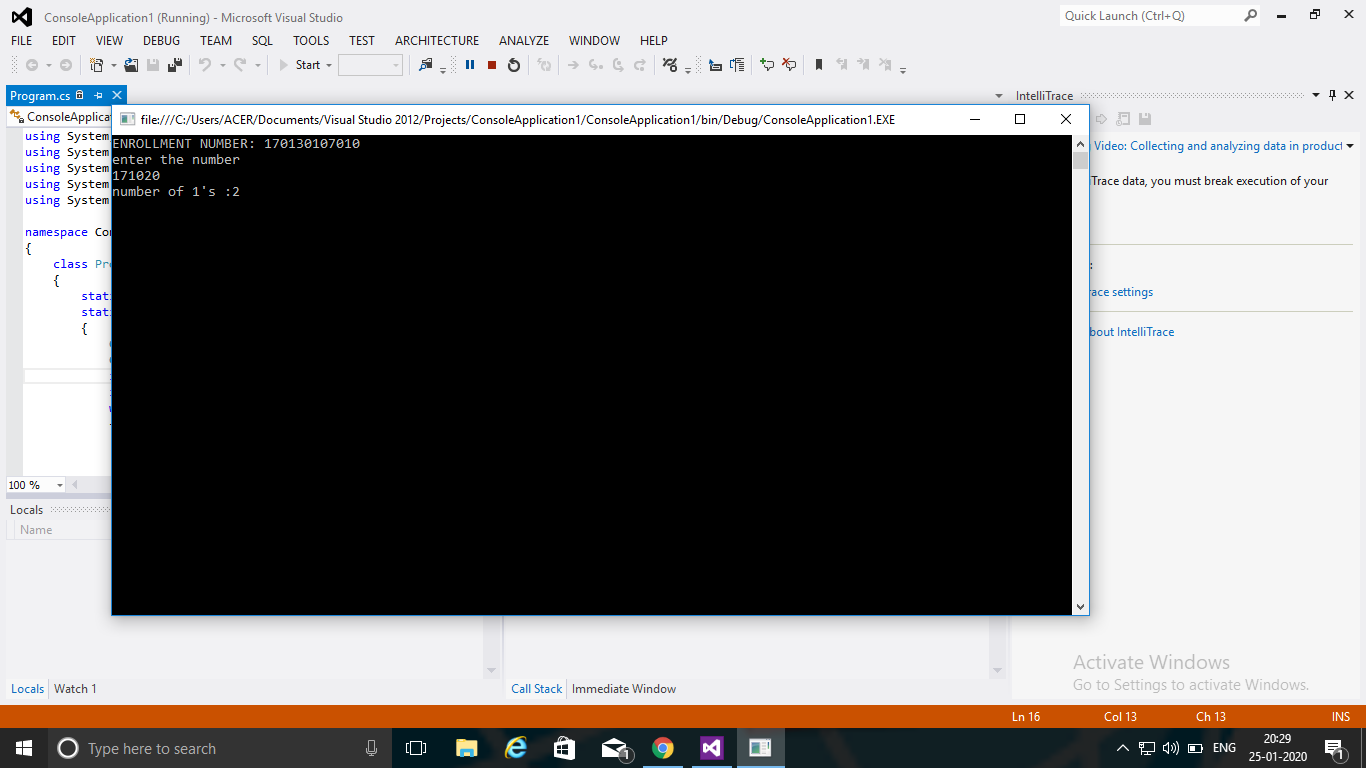 ConsoleApplication1 (Running) - Microsoft Visual Studio
Quick Launch (Ctrl+Q)
FILE EDIT VIEW DEBUG TEAM SQL TOOLS TEST ARCHITECTURE ANALYZE WINDOW HELP
Start
Program.cs
IntelliTrace
ConsoleApplica
file:///C:/Users/ACER/Documents/Visual Studio 2012/Projects/ConsoleApplication1/ConsoleApplication1/bin/Debug/ConsoleApplication1.EXE
ENROLLMENT NUMBER: 170130107010
enter the number
171020
number of 1's :2
using System
using System
using System
using System
using System
namespace Con
{
class Pro
{
stati
stati
{
Video: Collecting and analyzing data in product
Trace data, you must break execution of your
:
race settings
bout IntelliTrace
100 %
Locals
Name
Locals Watch 1
Call Stack Immediate Window
Activate Windows
Go to Settings to activate Windows.
Ln 16 Col 13 Ch 13 INS
Type here to search
1
ENG
20:29
25-01-2020
1